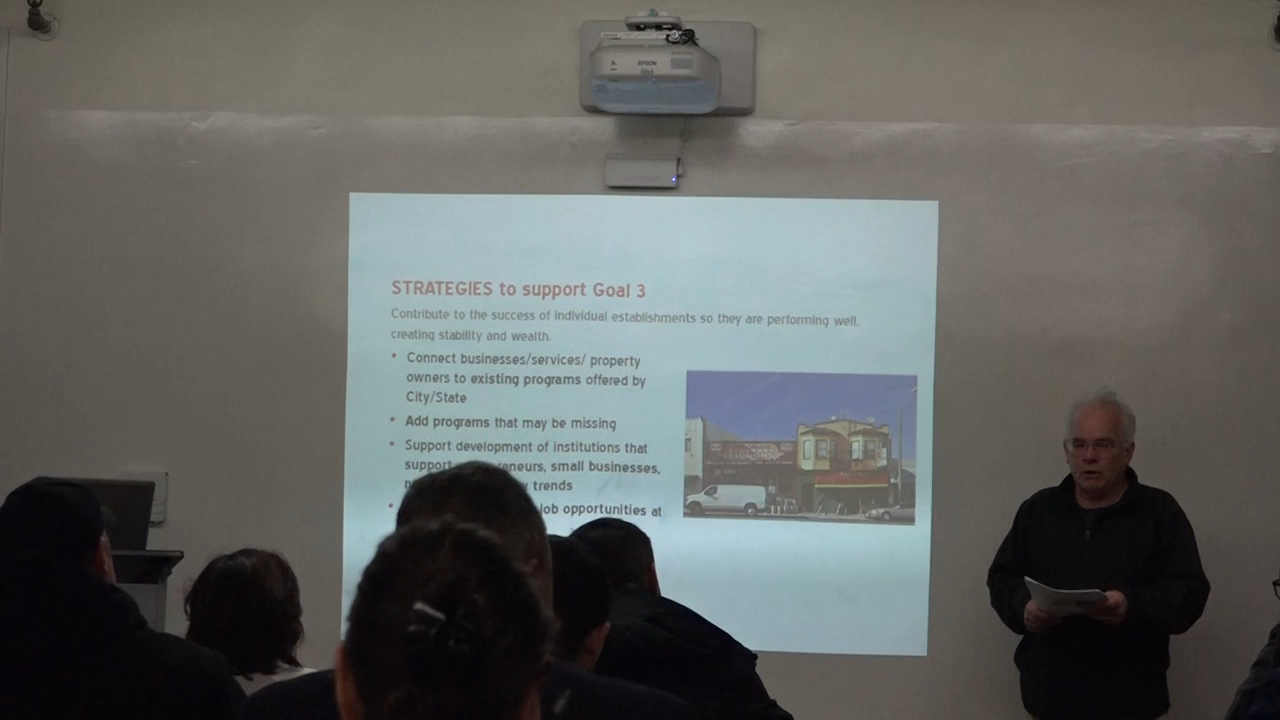 EPSON
STRATEGIES to support Goal 3
Contribute to the success of individual establishments so they are performing well,
creating stability and wealth.
• Connect businesses/services/ property
owners to existing programs offered by
City/State
• Add programs that may be missing
• Support development of institutions that
support small businesses,
trends
• job opportunities at